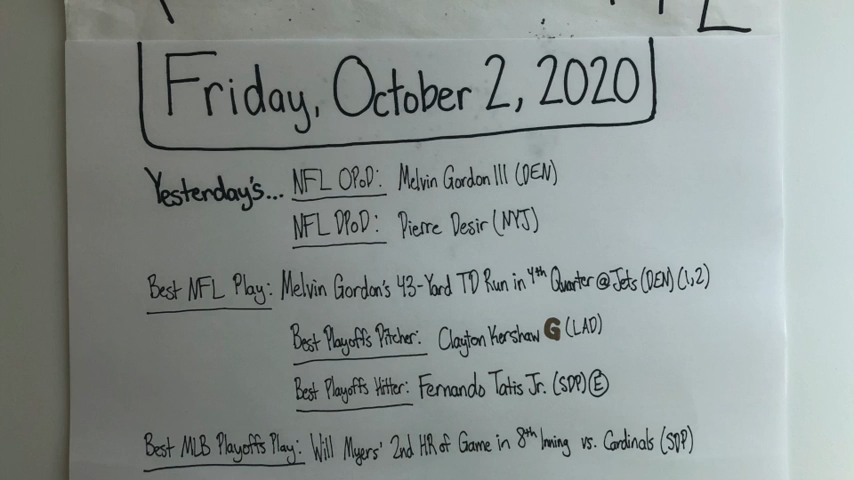 Friday, October 2, 2020
Yesterday's... NFL OPoD: Melvin Gordon III (DEN)
NFL DPoD: Pierre Desir (NYJ)
Best NFL Play: Melvin Gordon's 43-Yard TD Run in 4th Quarter @ Jets (DEN) (1,2)
Best Playoffs Pitcher: Clayton Kershaw G (LAD)
Best Playoffs Hitter: Fernando Tatis Jr. (SDP) E
Best MLB Playoffs Play: Will Myers' 2nd HR of Game in 8th Inning vs. Cardinals (SDP)